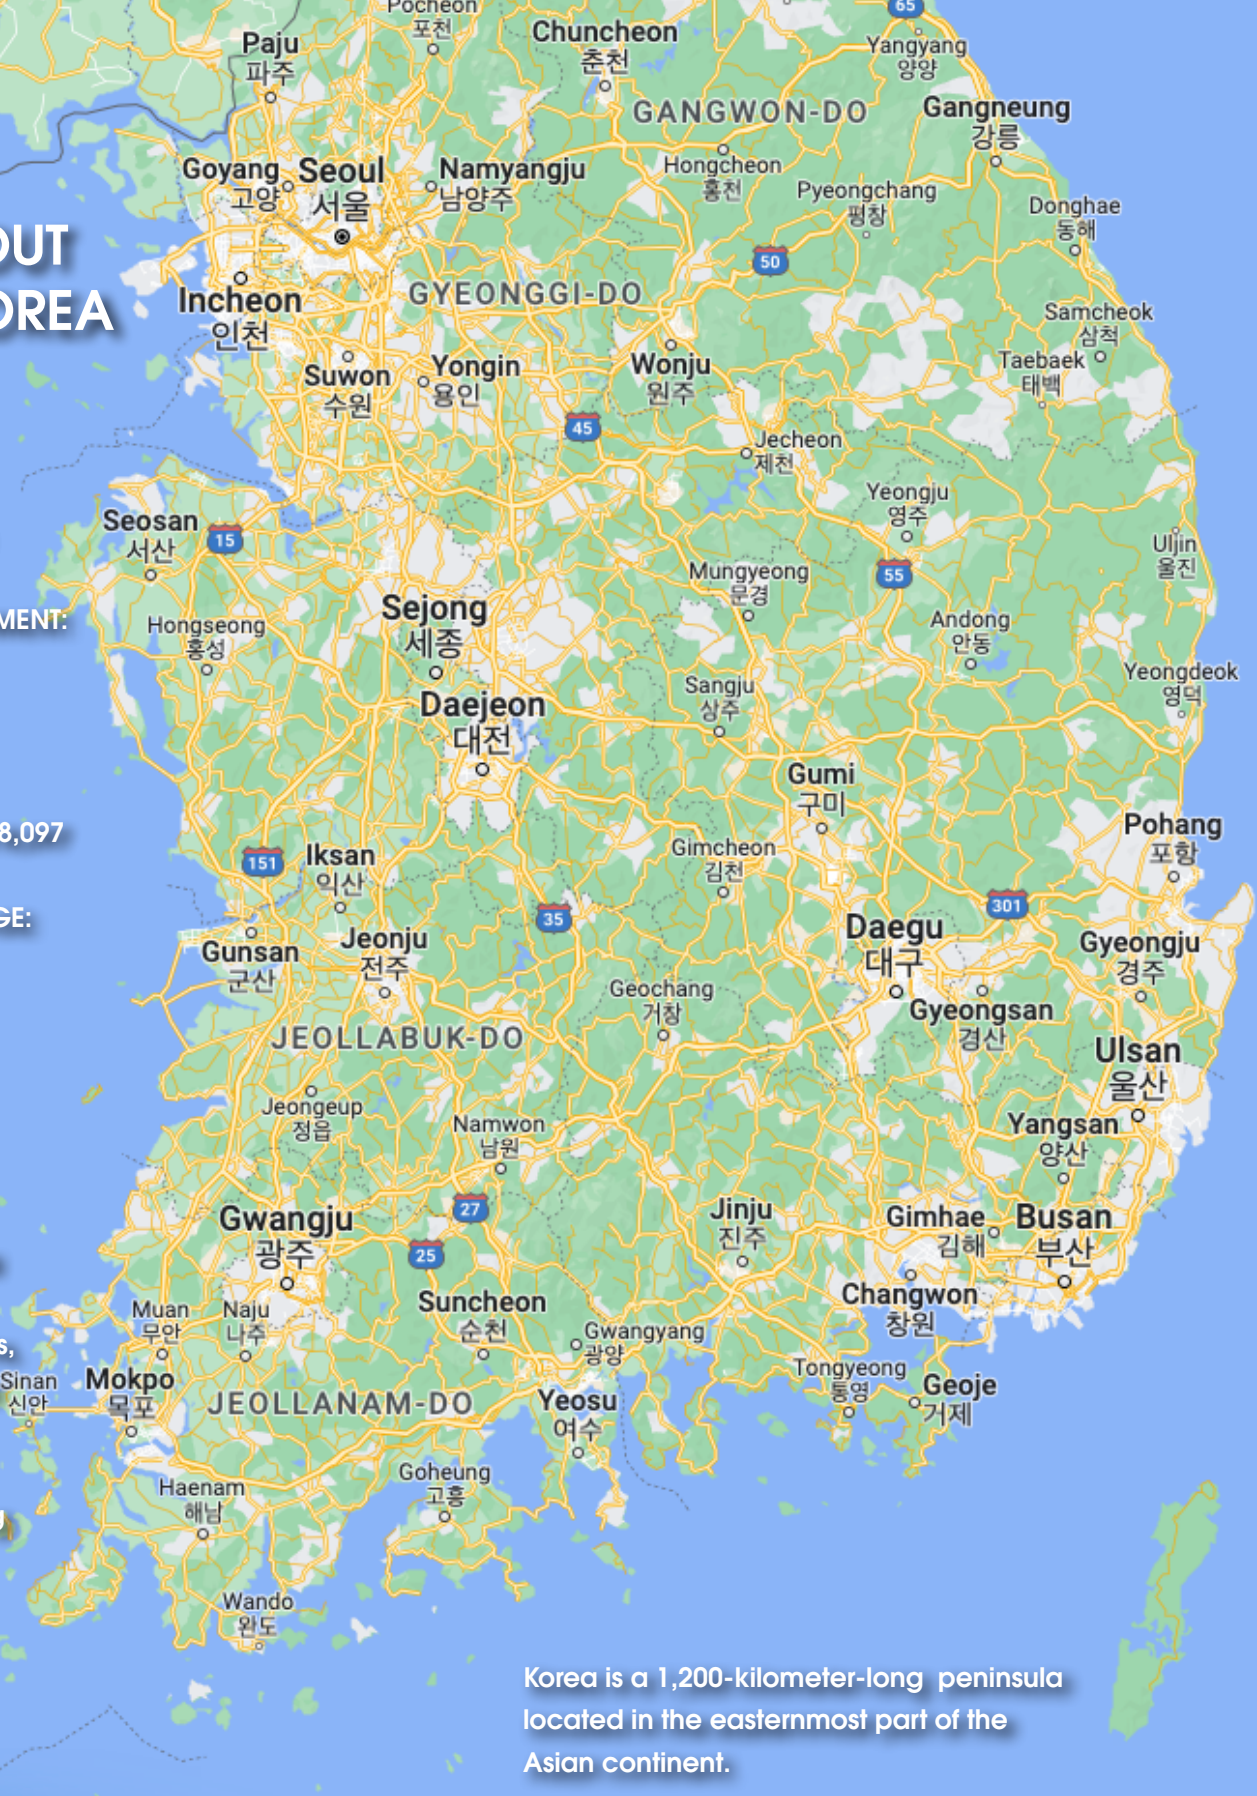 Pocheon
포천
65
Paju
파주
Chuncheon
춘천
Yangyang
양양
GANGWON-DO
Gangneung
강릉
Goyang
고양
Seoul
서울
Namyangju
남양주
Hongcheon
홍천
Pyeongchang
평창
Donghae
동해
OUT
OREA
50
Incheon
인천
GYEONGGI-DO
Samcheok
삼척
Suwon
수원
Yongin
용인
Wonju
원주
Taebaek
태백
45
Jecheon
제천
Yeongju
영주
Seosan
서산
15
Uljin
울진
Mungyeong
문경
55
MENT:
Hongseong
홍성
Sejong
세종
Andong
안동
Yeongdeok
영덕
Sangju
상주
Daejeon
대전
Gumi
구미
8,097
Pohang
포항
151
Iksan
익산
Gimcheon
김천
GE:
35
301
Gunsan
군산
Jeonju
전주
Daegu
대구
Gyeongju
경주
Geochang
거창
Gyeongsan
경산
JEOLLABUK-DO
Ulsan
울산
Jeongeup
정읍
Namwon
남원
Yangsan
양산
27
Gwangju
광주
25
Jinju
진주
Gimhae
김해
Busan
부산
Muan
무안
Naju
나주
Suncheon
순천
Changwon
창원
s,
Gwangyang
광양
Sinan
신안
Mokpo
목포
JEOLLANAM-DO
Yeosu
여수
Tongyeong
통영
Geoje
거제
Haenam
해남
Goheung
고흥
g
Wando
완도
Korea is a 1,200-kilometer-long peninsula
located in the easternmost part of the
Asian continent.